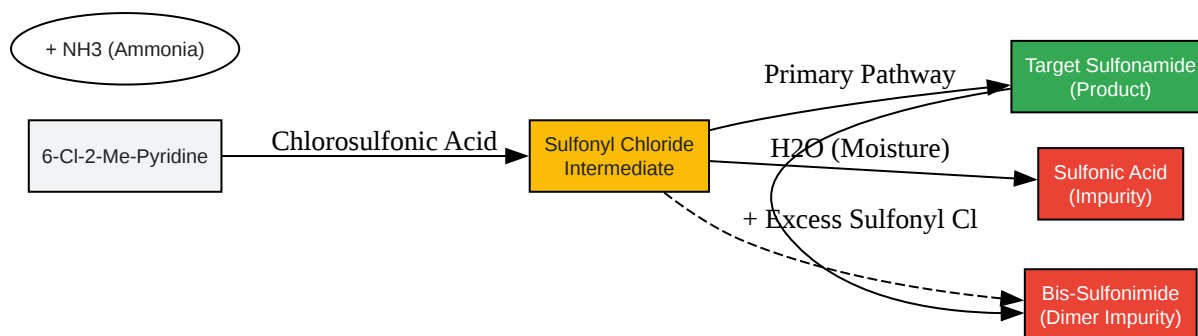 + NH3 (Ammonia)
6-Cl-2-Me-Pyridine
Chlorosulfonic Acid
Sulfonyl Chloride
Intermediate
Primary Pathway
H2O (Moisture)
+ Excess Sulfonyl Cl
Target Sulfonamide
(Product)
Sulfonic Acid
(Impurity)
Bis-Sulfonimide
(Dimer Impurity)